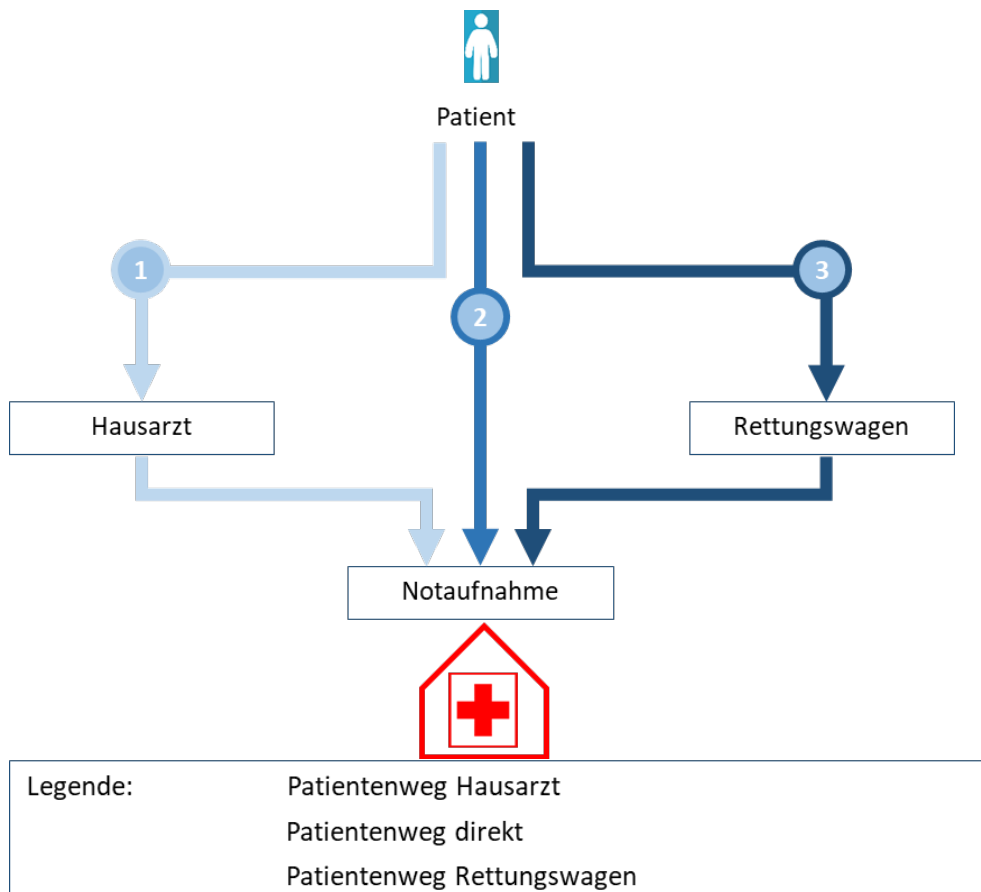 Patient
1
3
2
Hausarzt
Rettungswagen
Notaufnahme
Legende: Patientenweg Hausarzt
Patientenweg direkt
Patientenweg Rettungswagen